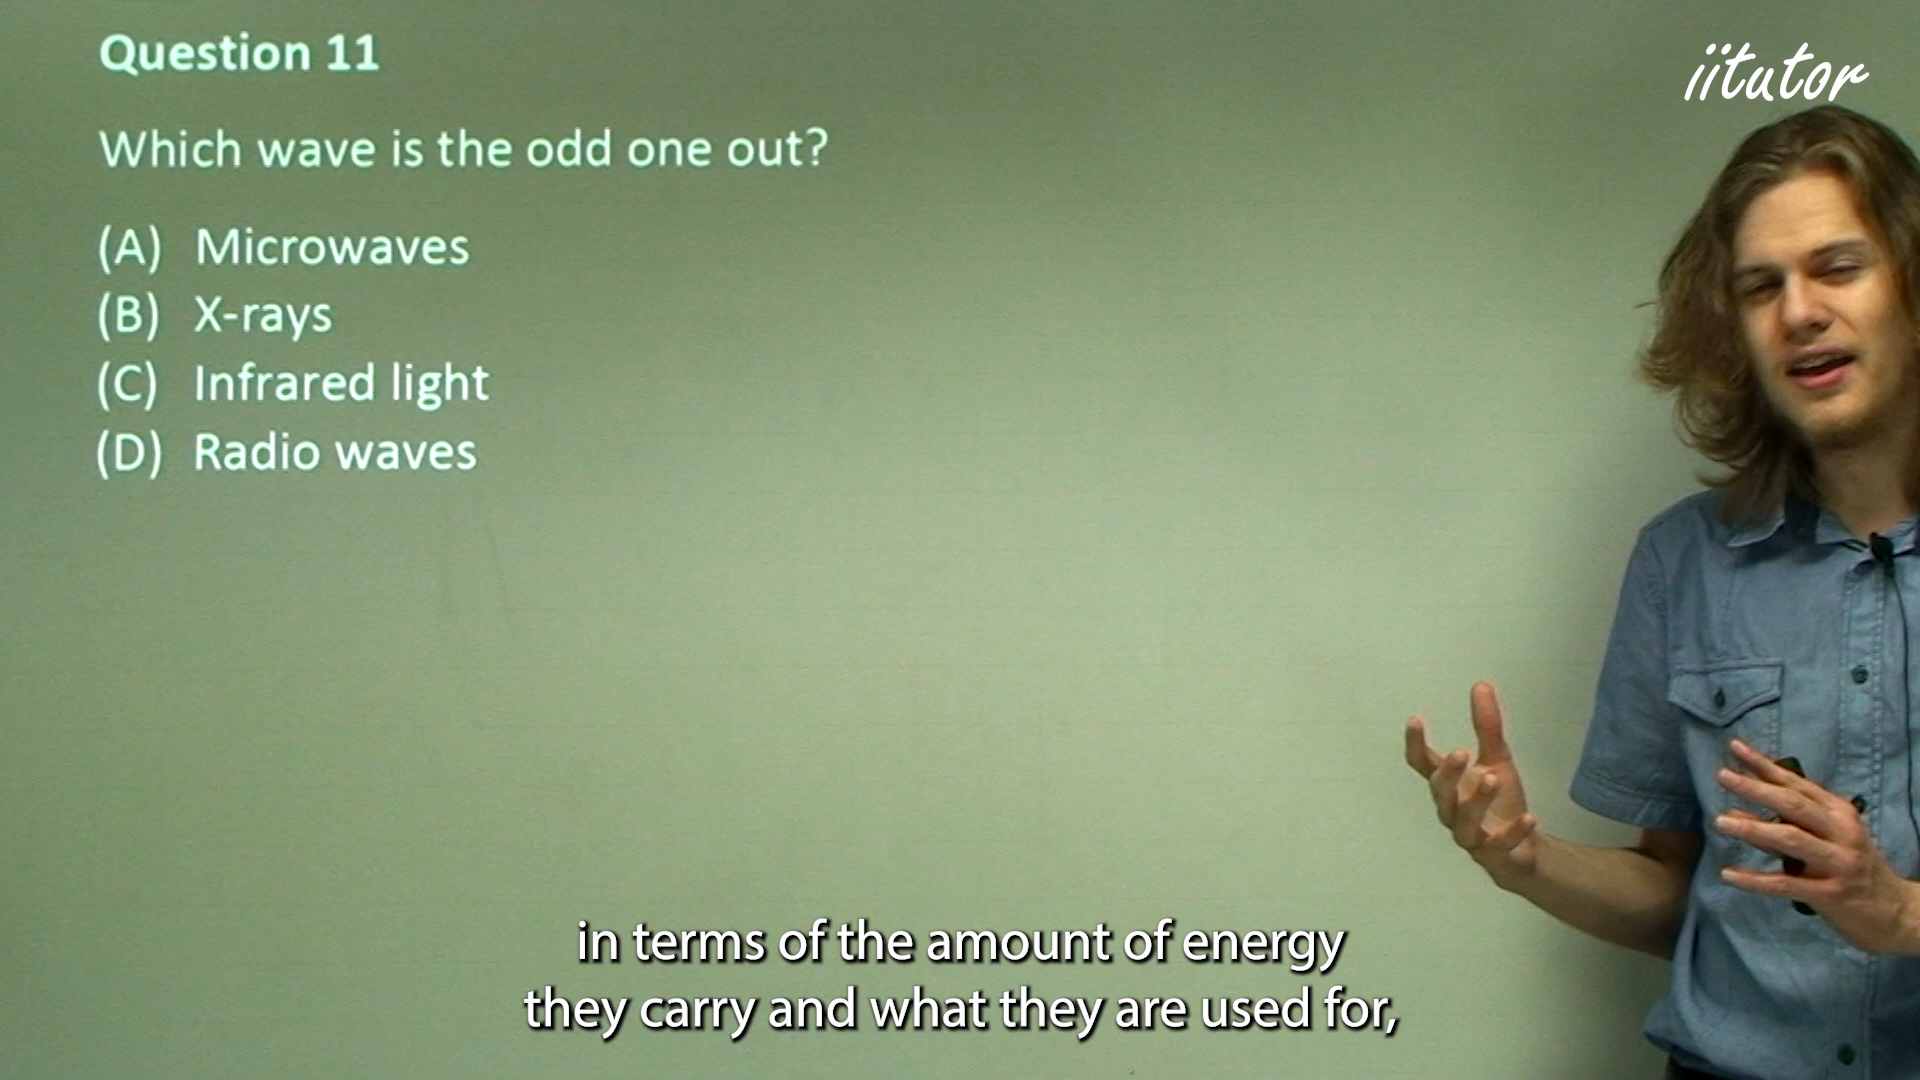 Question 11
iitutor
Which wave is the odd one out?
(A) Microwaves
(B) X-rays
(C) Infrared light
(D) Radio waves
in terms of the amount of energy
they carry and what they are used for,